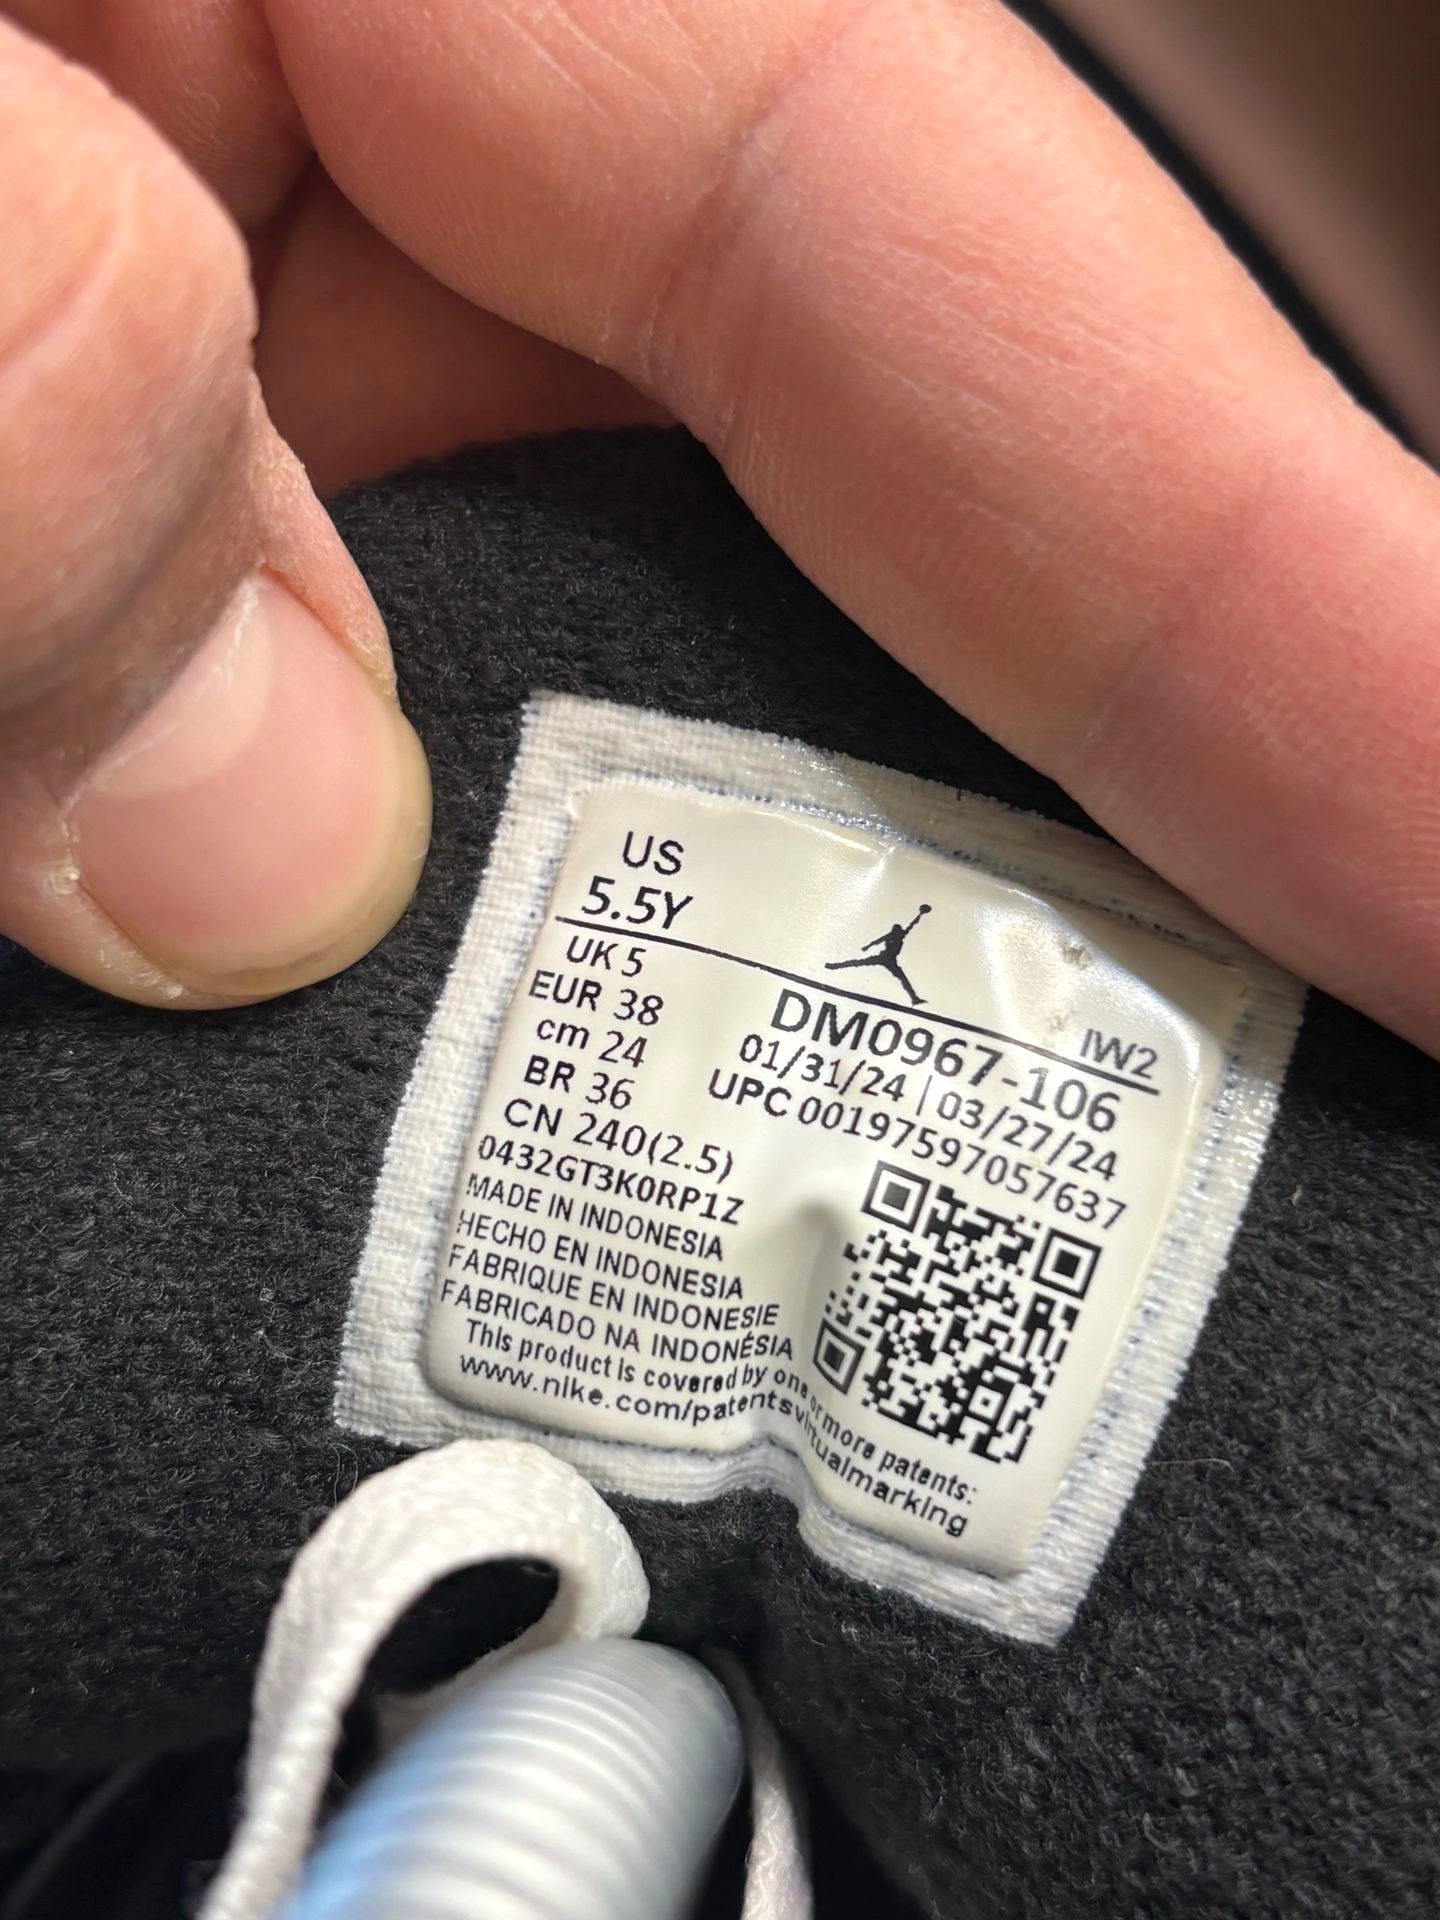 US
5.5Y
UK 5
EUR 38
cm 24
BR 36
CN 240(2.5)
IW2
DM0967-106
01/31/24 | 03/27/24
UPC 00197597057637
0432GT3K0RP1Z
MADE IN INDONESIA
HECHO EN INDONESIA
FABRIQUE EN INDONESIE
FABRICADO NA INDONÉSIA
This product is covered by one or more patents:
www.nike.com/patentsvirtualmarking